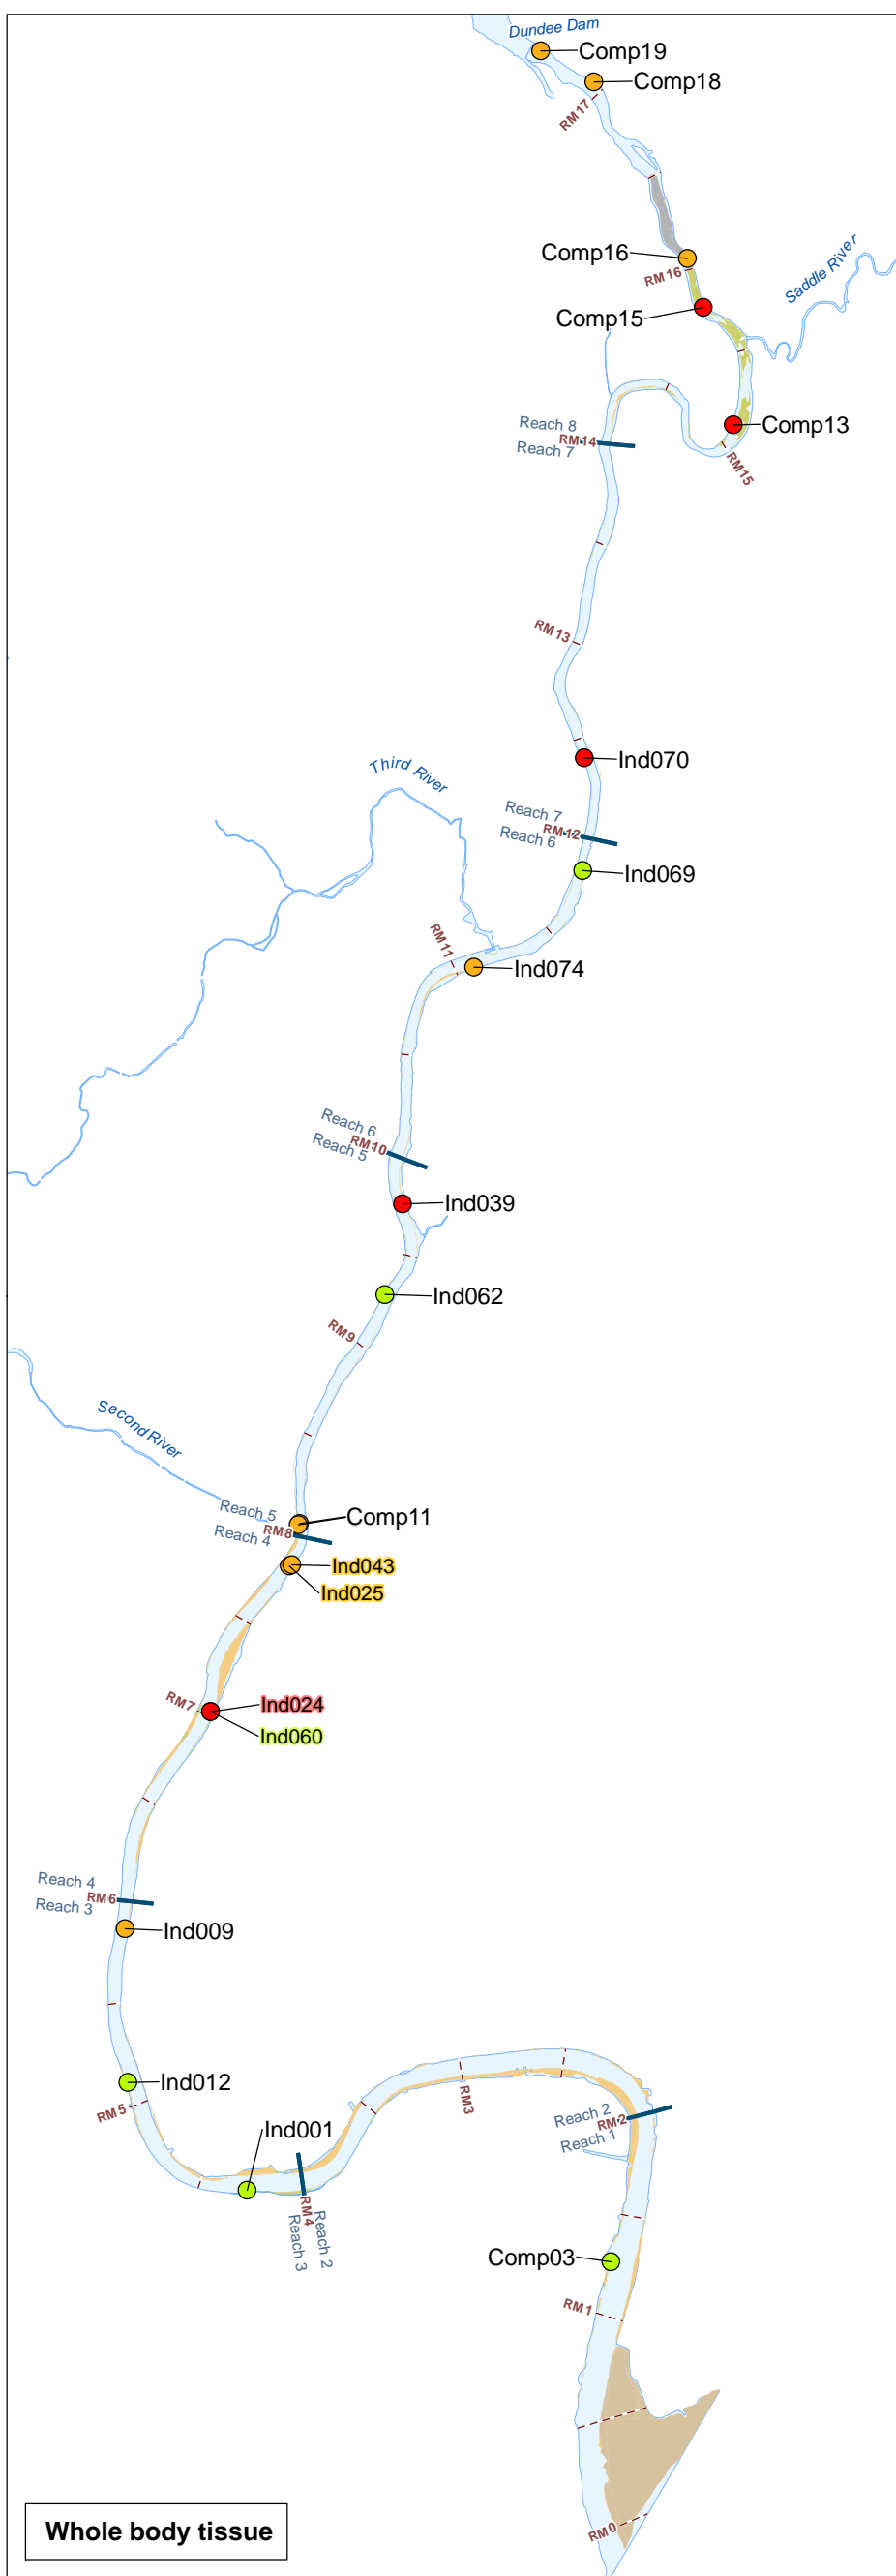 Dundee Dam
Comp19
Comp18
RM17
Comp16
RM16
Saddle River
Comp15
Comp13
Reach 8
RM14
Reach 7
RM15
RM13
Ind070
Third River
Reach 7
RM12
Reach 6
Ind069
RM11
Ind074
Reach 6
RM10
Reach 5
Ind039
Ind062
RM9
Second River
Reach 5
Comp11
RM8
Reach 4
Ind043
Ind025
RM7
Ind024
Ind060
Reach 4
RM6
Reach 3
Ind009
Ind012
RM5
RM3
Ind001
Reach 2
RM2
Reach 1
RM4
Reach 2
Reach 3
Comp03
RM1
RM0
Whole body tissue